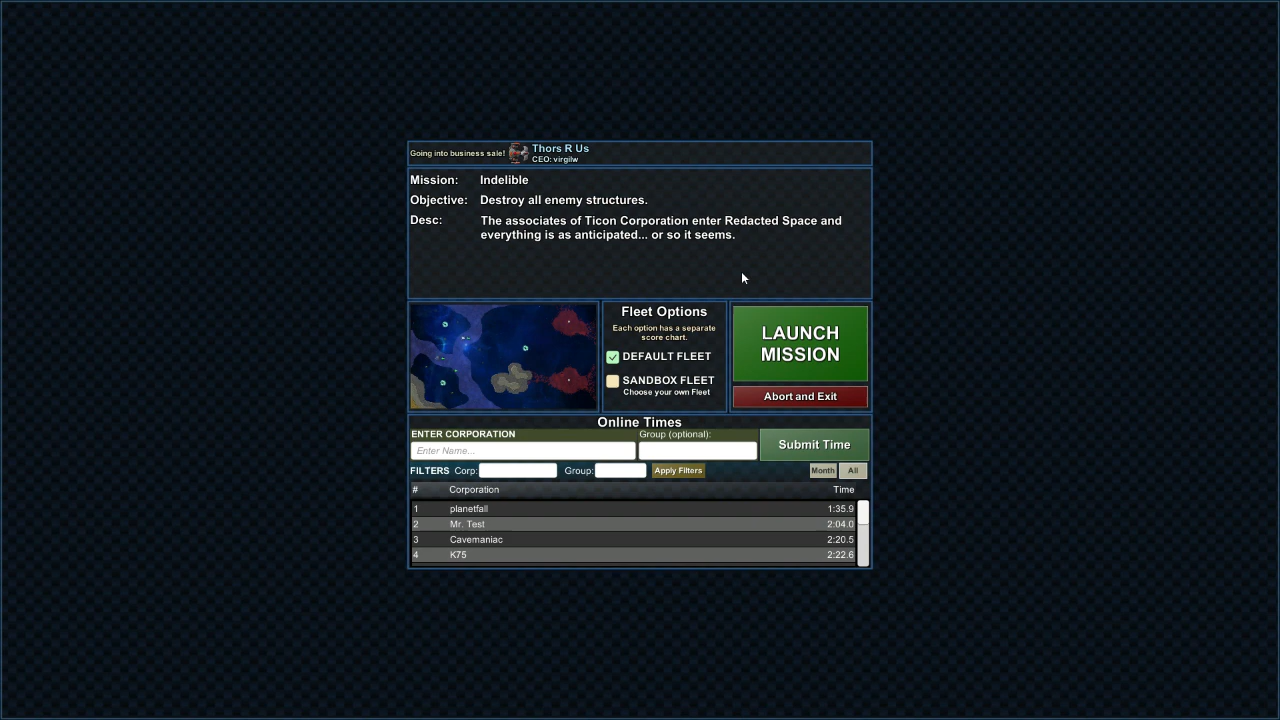 Going into business sale!
Thors R Us
CEO: virgilw
Mission: Indelible
Objective: Destroy all enemy structures.
Desc: The associates of Ticon Corporation enter Redacted Space and
everything is as anticipated... or so it seems.
Fleet Options
Each option has a separate
score chart.
DEFAULT FLEET
SANDBOX FLEET
Choose your own Fleet
LAUNCH
MISSION
Abort and Exit
Online Times
ENTER CORPORATION
Group (optional):
Enter Name...
Submit Time
FILTERS Corp: Group: Apply Filters Month All
# Corporation Time
1 planetfall 1:35.9
2 Mr. Test 2:04.0
3 Cavemaniac 2:20.5
4 K75 2:22.6